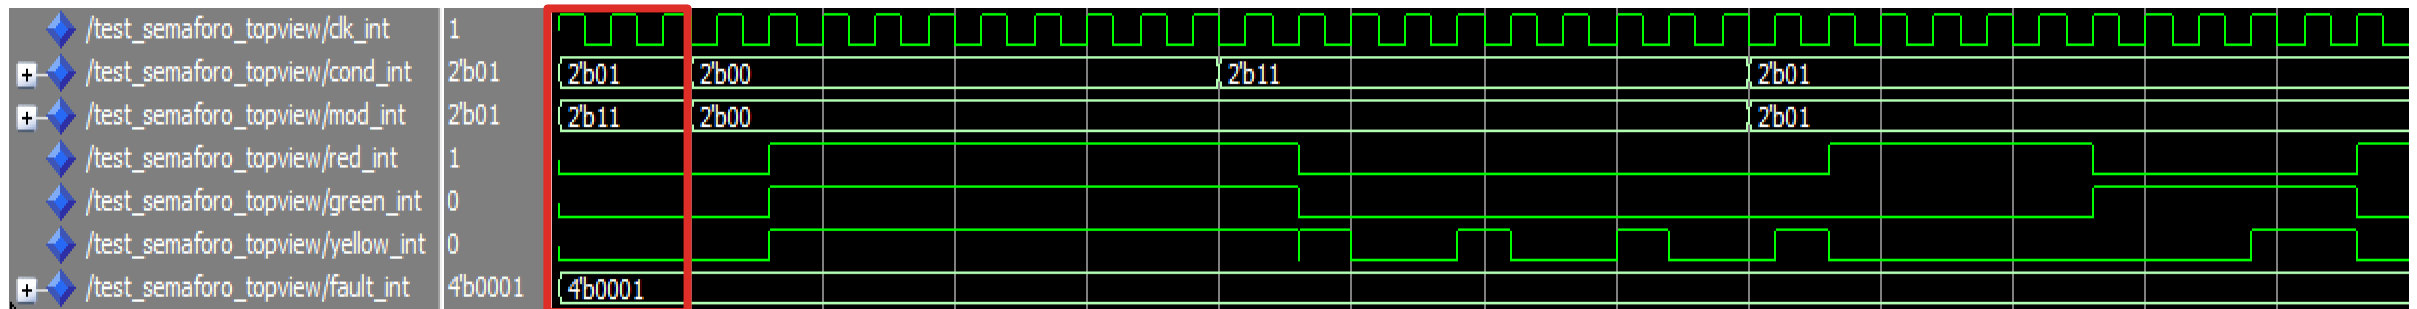 /test_semaforo_topview/clk_int 1
/test_semaforo_topview/cond_int 2'b01 2'b01 2'b00 2'b11 2'b01
/test_semaforo_topview/mod_int 2'b01 2'b11 2'b00 2'b01
/test_semaforo_topview/red_int 1
/test_semaforo_topview/green_int 0
/test_semaforo_topview/yellow_int 0
/test_semaforo_topview/fault_int 4'b0001 4'b0001